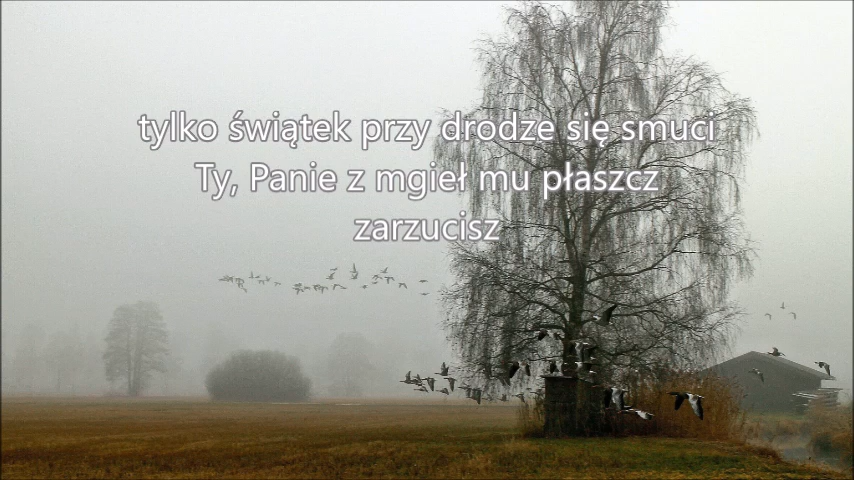 tylko świątek przy drodze się smuci
Ty, Panie z mgieł mu płaszcz
zarzucisz